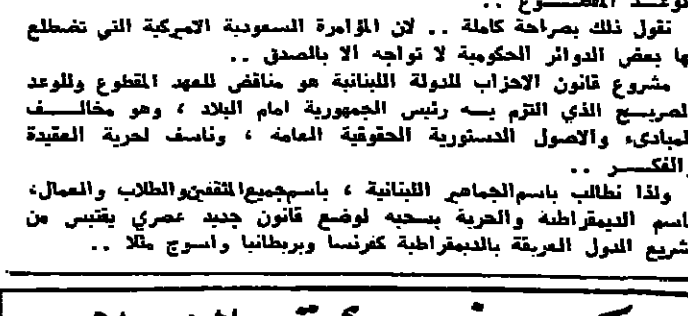 نقول ذلك بصراحة كاملة .. لان المؤامرة السعودية الاميركية التي تضطلع
بها بعض الدوائر الحكومية لا تواجه الا بالصدق ..
مشروع قانون الاحزاب للدولة اللبنانية هو مناقض للعهد المقطوع وللوعد
الصريح الذي التزم به رئيس الجمهورية امام البلاد ، وهو مخالف
للمبادىء والاصول الدستورية الحقوقية العامه ، وناسف لحرية العقيدة
والفكر ..
ولذا نطالب باسم الجماهير اللبنانية ، باسم جميع المثقفين والطلاب والعمال،
باسم الديمقراطية والحرية بسحبه لوضع قانون جديد عصري يقتبس من
تشريع الدول العريقة بالديمقراطية كفرنسا وبريطانيا واسوج مثلا ..